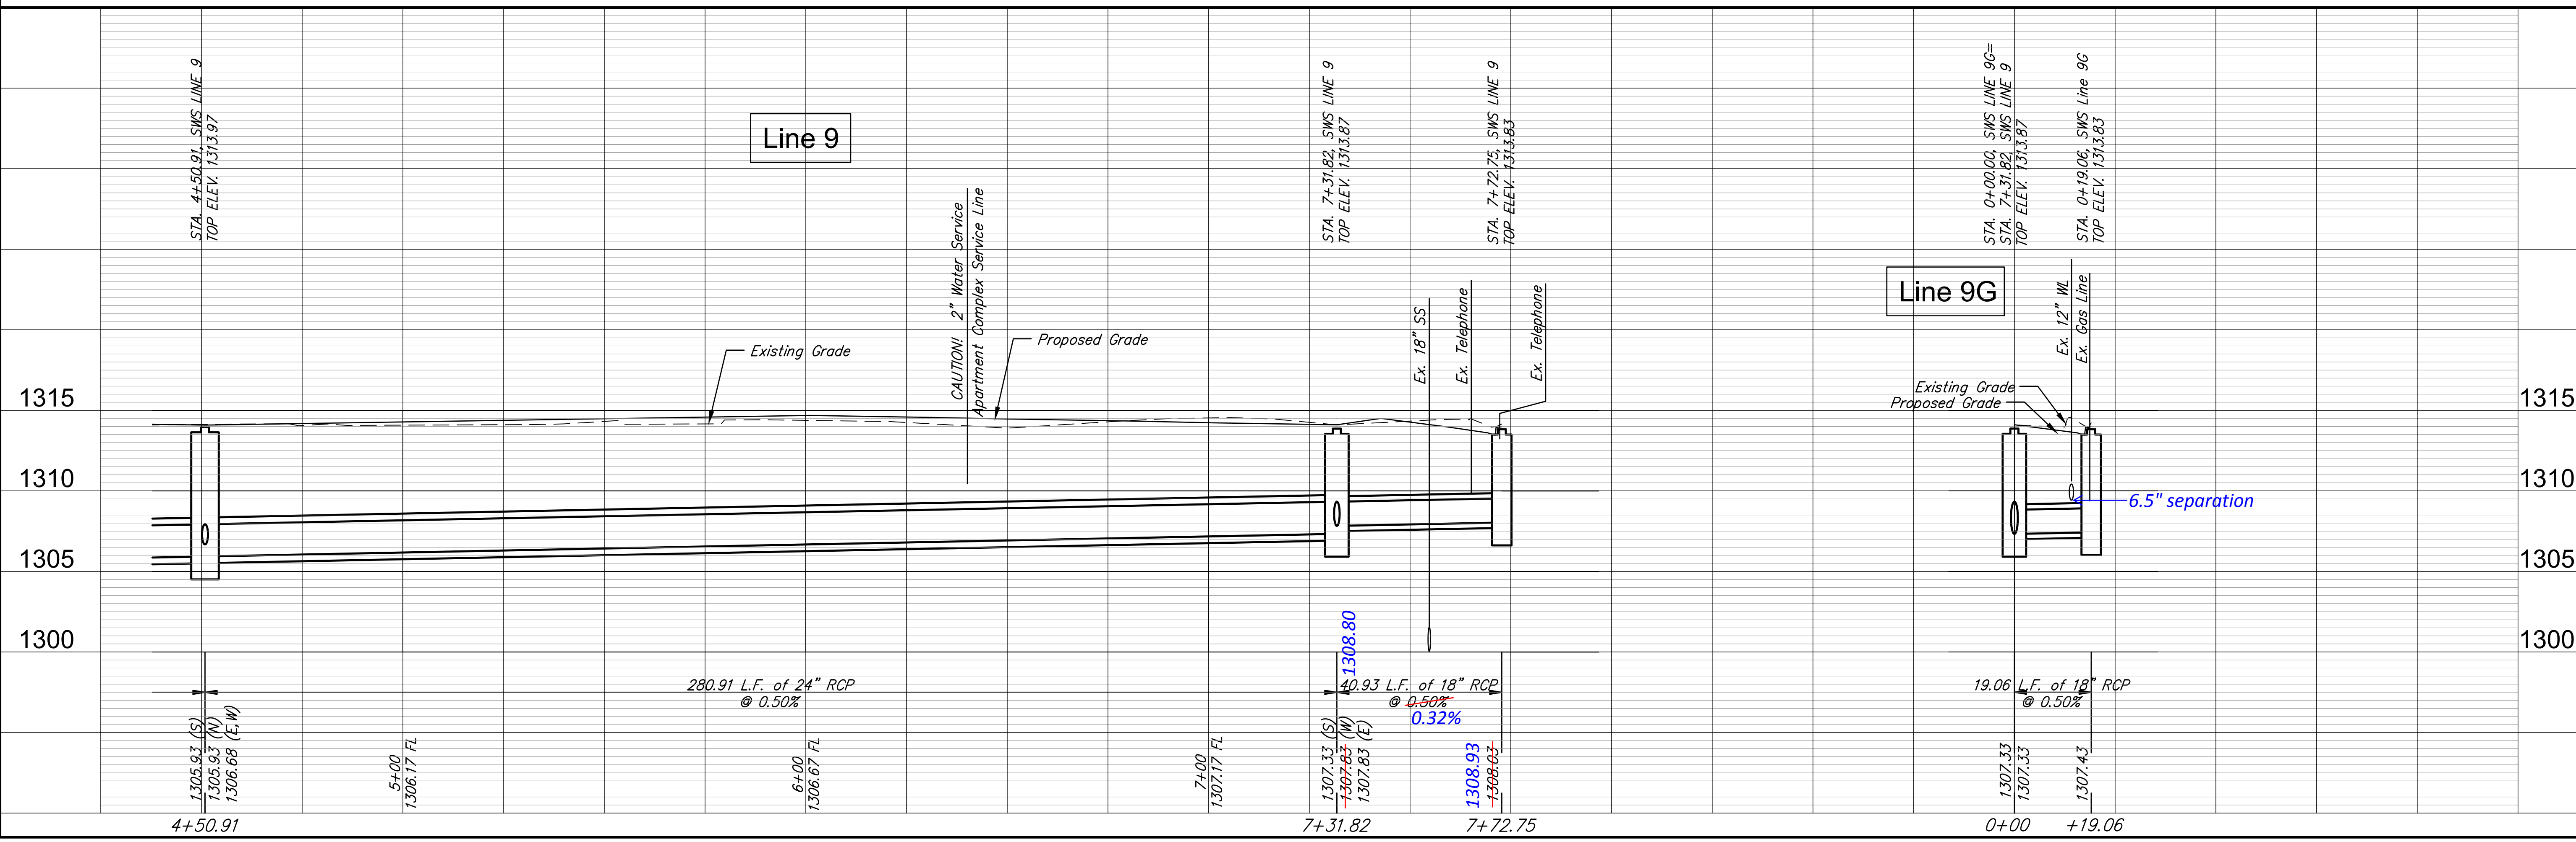 STA. 4+50.91, SWS LINE 9
TOP ELEV. 1313.97
Line 9
CAUTION! 2" Water Service
Apartment Complex Service Line
Existing Grade
Proposed Grade
STA. 7+31.82, SWS LINE 9
TOP ELEV. 1313.87
STA. 7+72.75, SWS LINE 9
TOP ELEV. 1313.83
Ex. 18" SS
Ex. Telephone
Ex. Telephone
STA. 0+00.00, SWS LINE 9G=
STA. 7+31.82, SWS LINE 9
TOP ELEV. 1313.87
STA. 0+19.06, SWS Line 9G
TOP ELEV. 1313.83
Line 9G
Ex. 12" WL
Ex. Gas Line
Existing Grade
Proposed Grade
6.5" separation
1315
1310
1305
1300
1315
1310
1305
1300
280.91 L.F. of 24" RCP
@ 0.50%
1308.80
40.93 L.F. of 18" RCP
@ 0.50%
0.32%
19.06 L.F. of 18" RCP
@ 0.50%
1305.93 (S)
1305.93 (N)
1306.68 (E,W)
5+00
1306.17 FL
6+00
1306.67 FL
7+00
1307.17 FL
1307.33 (S)
1307.83 (W)
1307.83 (E)
1308.93
1308.03
1307.33
1307.33
1307.43
4+50.91
7+31.82
7+72.75
0+00
+19.06